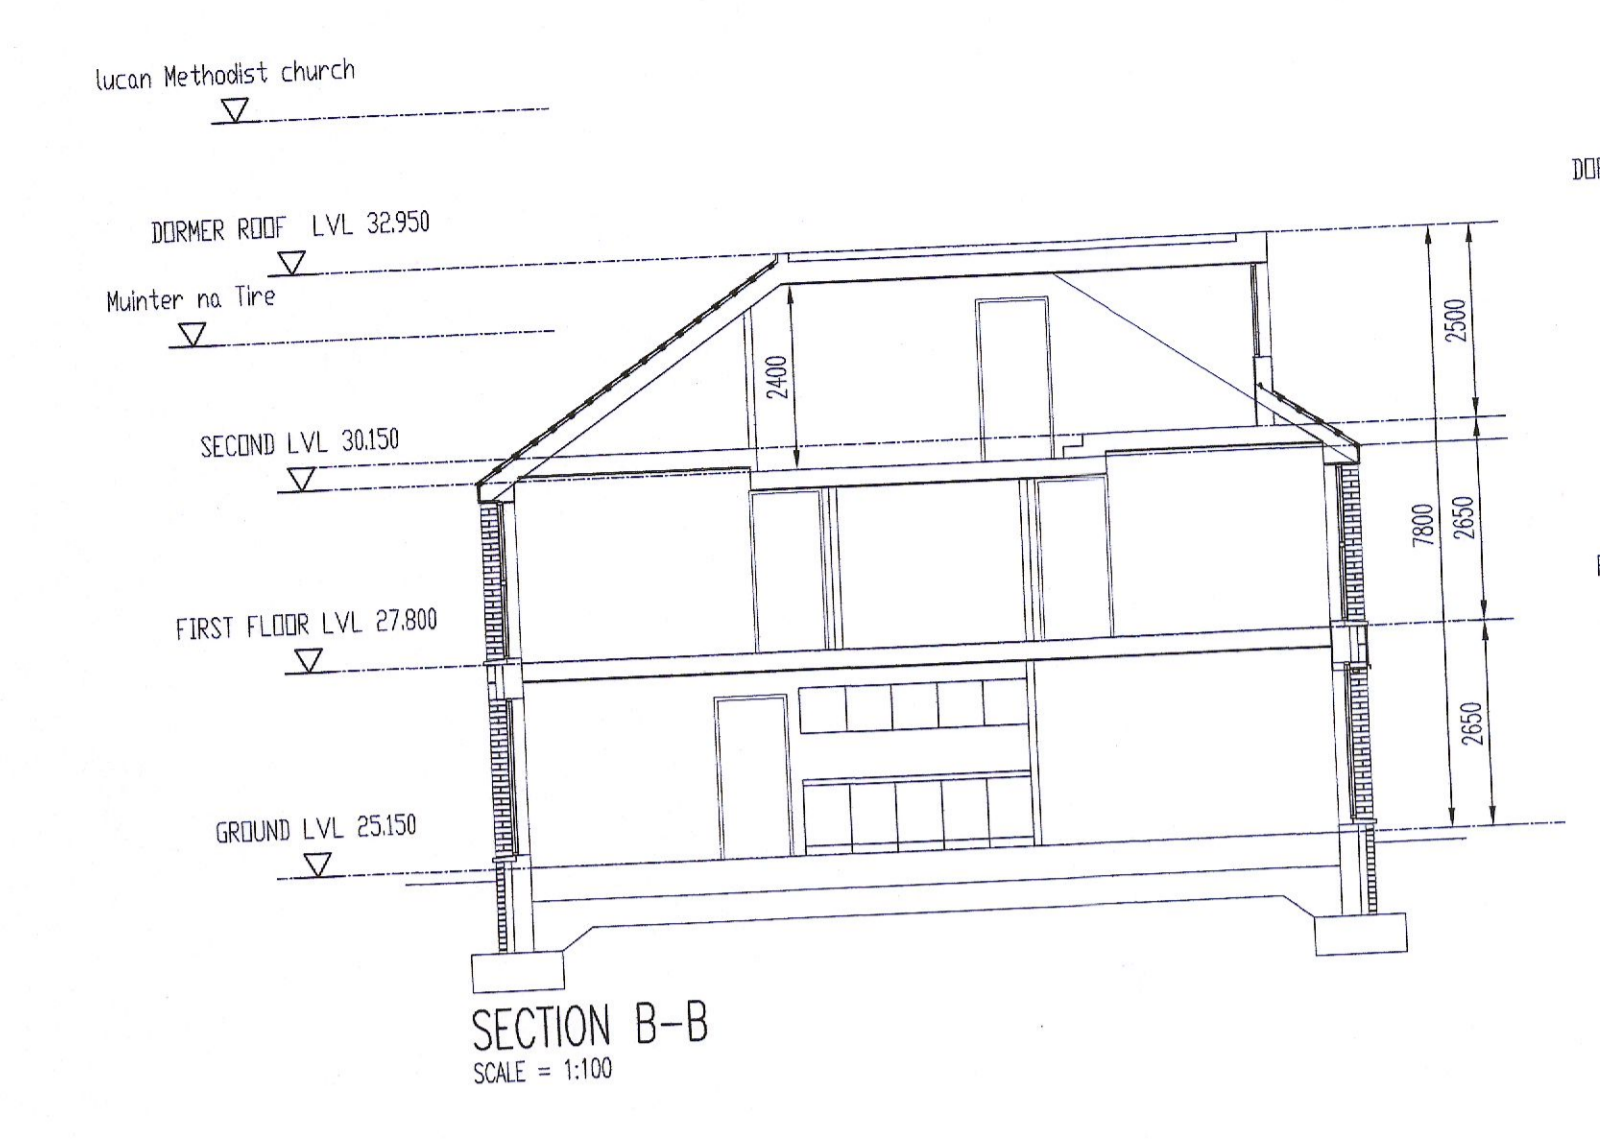 lucan Methodist church
DORMER ROOF LVL 32.950
Muinter na Tire
SECOND LVL 30.150
FIRST FLOOR LVL 27.800
GROUND LVL 25.150
2400
2500
7800
2650
2650
SECTION B-B
SCALE = 1:100